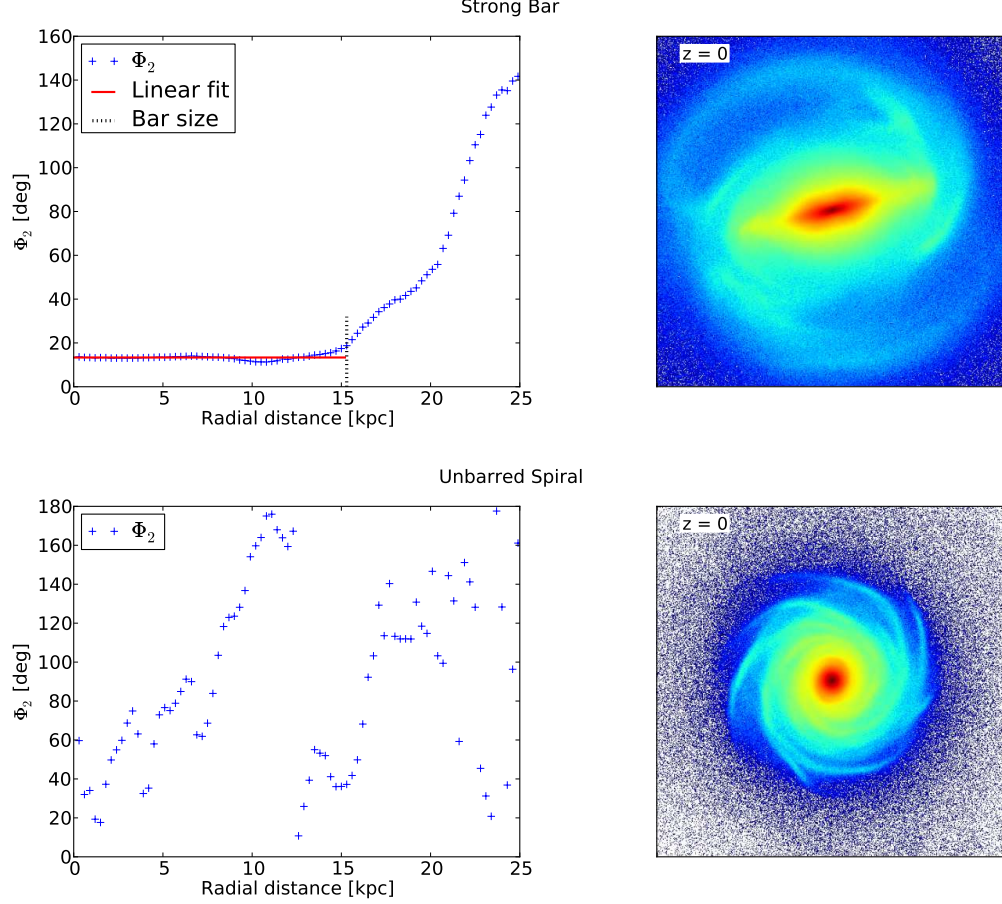 Strong Bar
160
140
120
100
80
60
40
20
0
Φ₂ [deg]
Φ₂
Linear fit
Bar size
0 5 10 15 20 25
Radial distance [kpc]
z = 0
Unbarred Spiral
180
160
140
120
100
80
60
40
20
0
Φ₂ [deg]
Φ₂
0 5 10 15 20 25
Radial distance [kpc]
z = 0